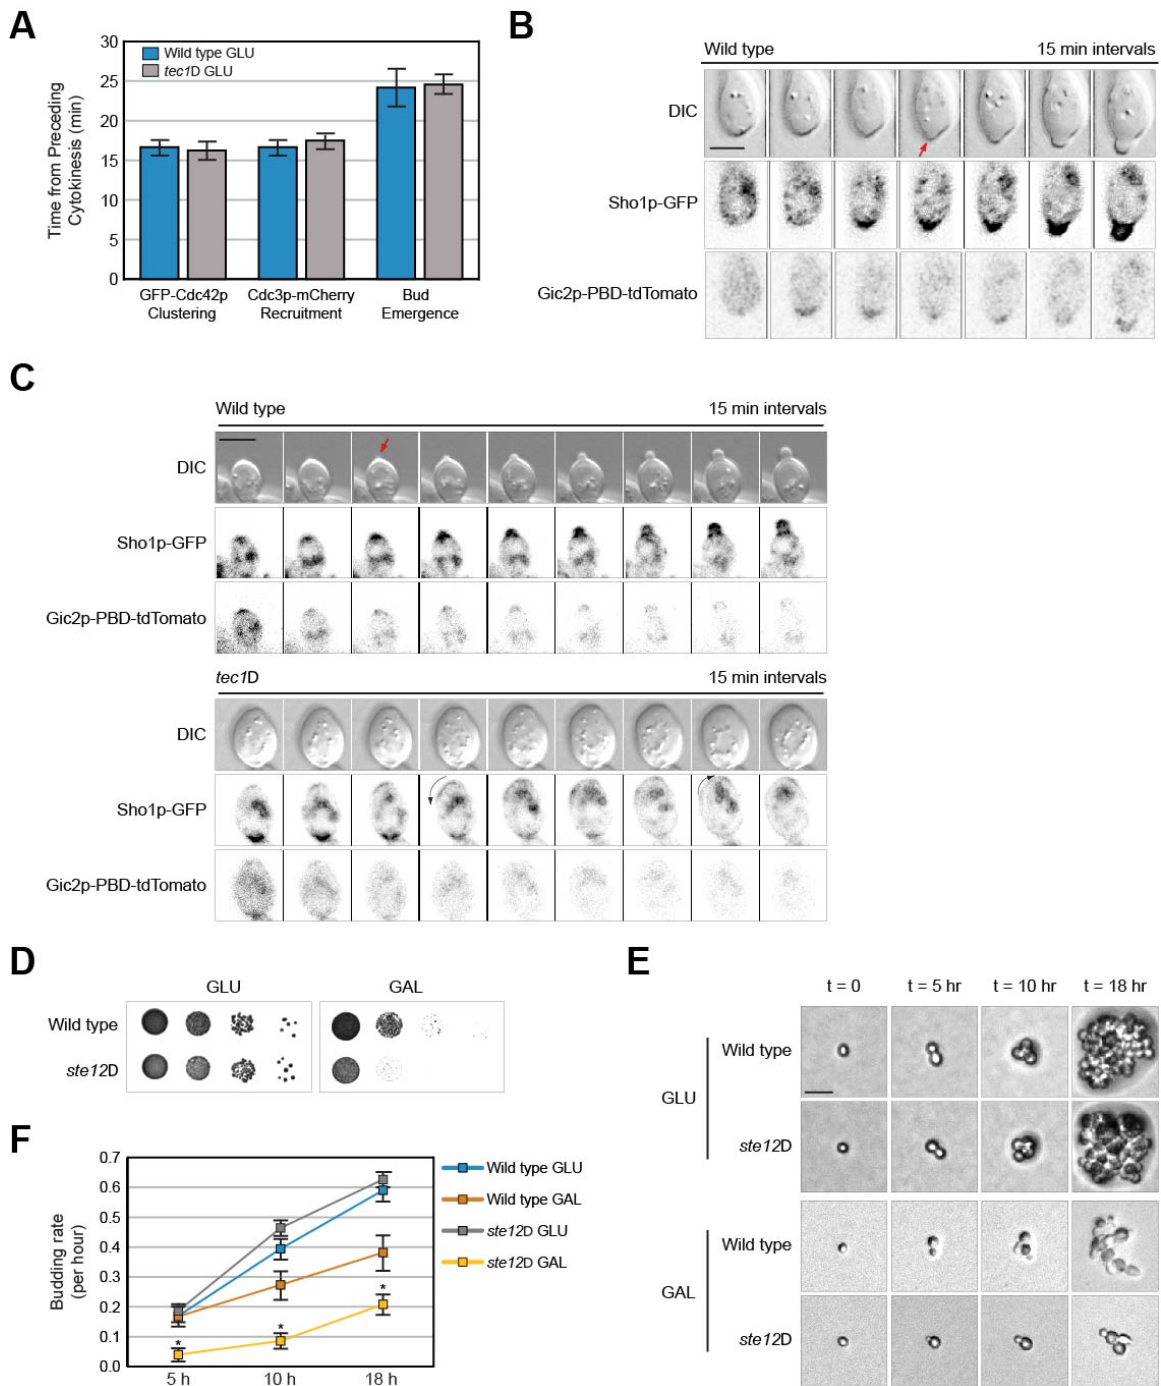 A
30
25
20
15
10
5
0
Time from Preceding
Cytokinesis (min)
Wild type GLU
tec1D GLU
GFP-Cdc42p
Clustering
Cdc3p-mCherry
Recruitment
Bud
Emergence
B
Wild type 15 min intervals
DIC
Sho1p-GFP
Gic2p-PBD-tdTomato
C
Wild type 15 min intervals
DIC
Sho1p-GFP
Gic2p-PBD-tdTomato
tec1D 15 min intervals
DIC
Sho1p-GFP
Gic2p-PBD-tdTomato
D
GLU GAL
Wild type
ste12D
E
t = 0 t = 5 hr t = 10 hr t = 18 hr
GLU
Wild type
ste12D
GAL
Wild type
ste12D
F
0.7
0.6
0.5
0.4
0.3
0.2
0.1
0.0
Budding rate
(per hour)
* * *
5 h 10 h 18 h
Wild type GLU
Wild type GAL
ste12D GLU
ste12D GAL